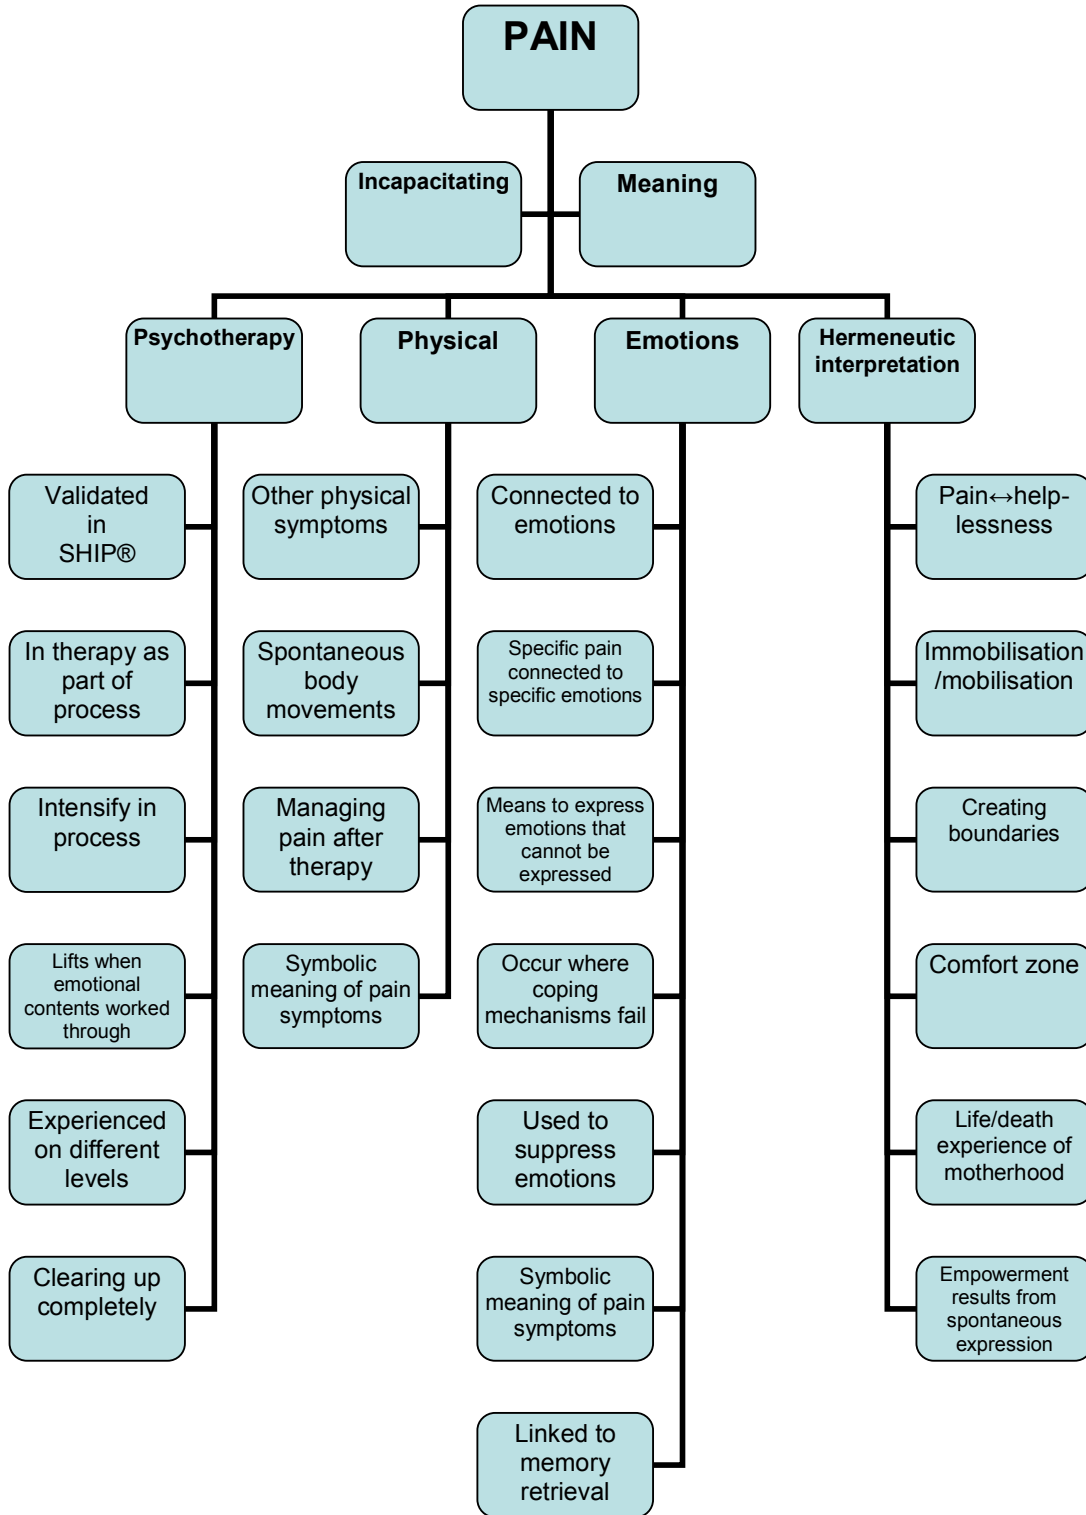 PAIN
Incapacitating
Meaning
Psychotherapy
Physical
Emotions
Hermeneutic
interpretation
Validated
in
SHIP®
Other physical
symptoms
Connected to
emotions
Pain↔help-
lessness
In therapy as
part of
process
Spontaneous
body
movements
Specific pain
connected to
specific emotions
Immobilisation
/mobilisation
Intensify in
process
Managing
pain after
therapy
Means to express
emotions that
cannot be
expressed
Creating
boundaries
Lifts when
emotional
contents worked
through
Symbolic
meaning of pain
symptoms
Occur where
coping
mechanisms fail
Comfort zone
Experienced
on different
levels
Used to
suppress
emotions
Life/death
experience of
motherhood
Clearing up
completely
Symbolic
meaning of pain
symptoms
Empowerment
results from
spontaneous
expression
Linked to
memory
retrieval